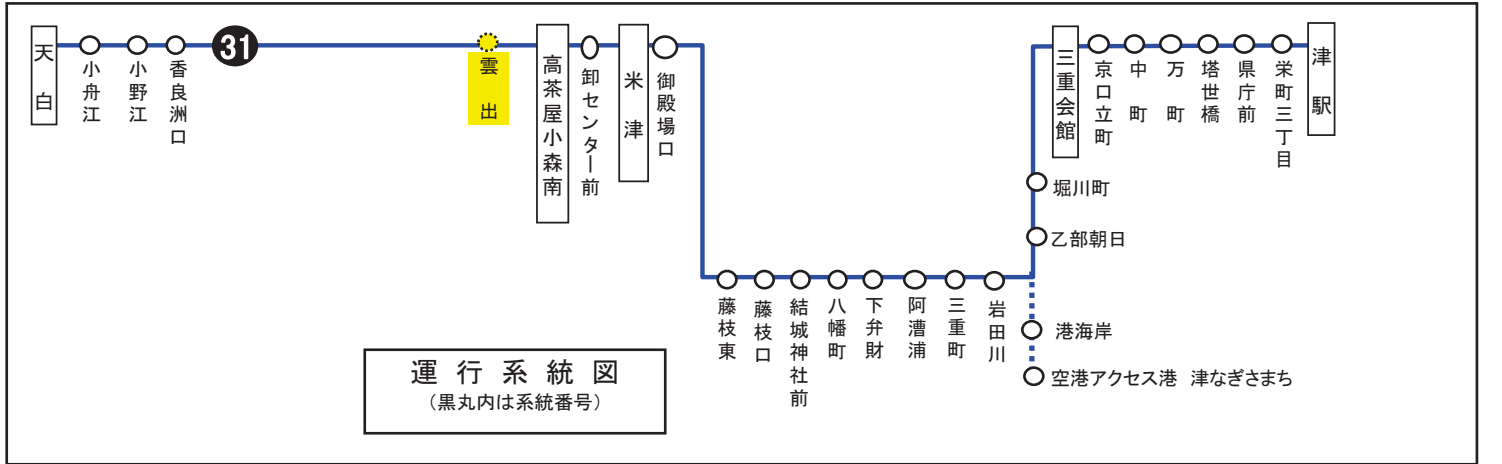 天白
小舟江
小野江
香良洲口
31
雲出
高茶屋小森南
卸センター前
米津
御殿場口
藤枝東
藤枝口
結城神社前
八幡町
下弁財
阿漕浦
三重町
岩田川
港海岸
空港アクセス港 津なぎさまち
乙部朝日
堀川町
三重会館
京口立町
中町
万町
塔世橋
県庁前
栄町三丁目
津駅
運行系統図
(黒丸内は系統番号)